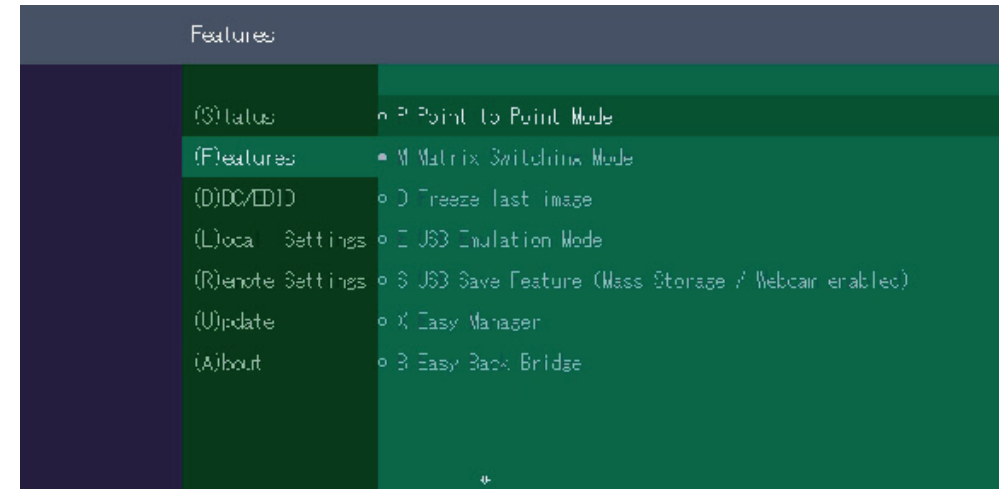 Features
(S)tatus
(F)eatures
(D)DC/EDID
(L)ocal Settings
(R)emote Settings
(U)pdate
(A)bout
P Point to Point Mode
M Matrix Switching Mode
D Freeze last image
E USB Emulation Mode
S USB Save Feature (Mass Storage / Webcam enabled)
X Easy Manager
B Easy Back Bridge